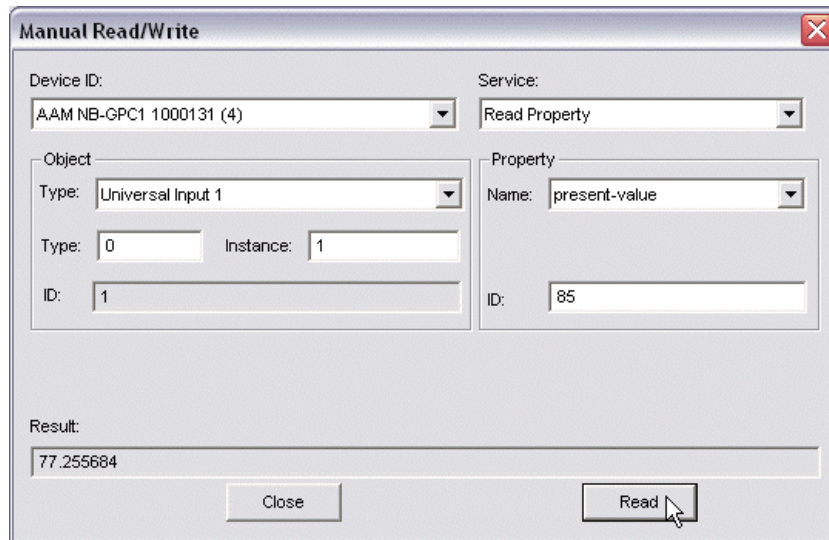 Manual Read/Write
Device ID:
Service:
AAM NB-GPC1 1000131 (4)
Read Property
Object
Property
Type: Universal Input 1
Name: present-value
Type: 0 Instance: 1
ID: 1
ID: 85
Result:
77.255684
Close
Read